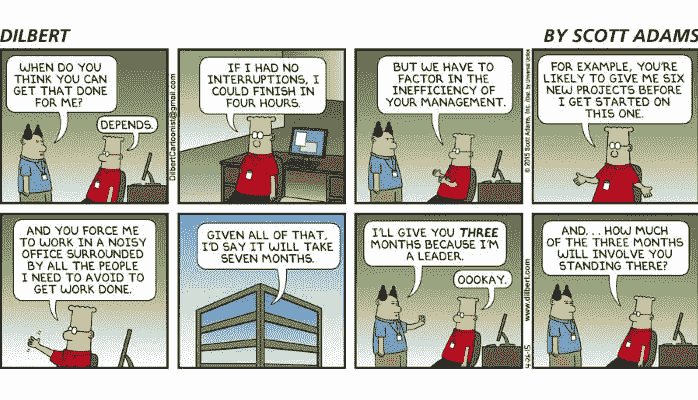 DILBERT
BY SCOTT ADAMS
WHEN DO YOU
THINK YOU CAN
GET THAT DONE
FOR ME?
DEPENDS.
DilbertCartoonist@gmail.com
IF I HAD NO
INTERRUPTIONS, I
COULD FINISH IN
FOUR HOURS.
BUT WE HAVE TO
FACTOR IN THE
INEFFICIENCY OF
YOUR MANAGEMENT.
© 2015 Scott Adams, Inc. /Dist. by Universal Uclick
FOR EXAMPLE, YOU'RE
LIKELY TO GIVE ME SIX
NEW PROJECTS BEFORE
I GET STARTED ON
THIS ONE.
AND YOU FORCE ME
TO WORK IN A NOISY
OFFICE SURROUNDED
BY ALL THE PEOPLE
I NEED TO AVOID TO
GET WORK DONE.
GIVEN ALL OF THAT,
I'D SAY IT WILL TAKE
SEVEN MONTHS.
I'LL GIVE YOU THREE
MONTHS BECAUSE I'M
A LEADER.
OOOKAY.
4-26-15
www.dilbert.com
AND. . . HOW MUCH
OF THE THREE MONTHS
WILL INVOLVE YOU
STANDING THERE?